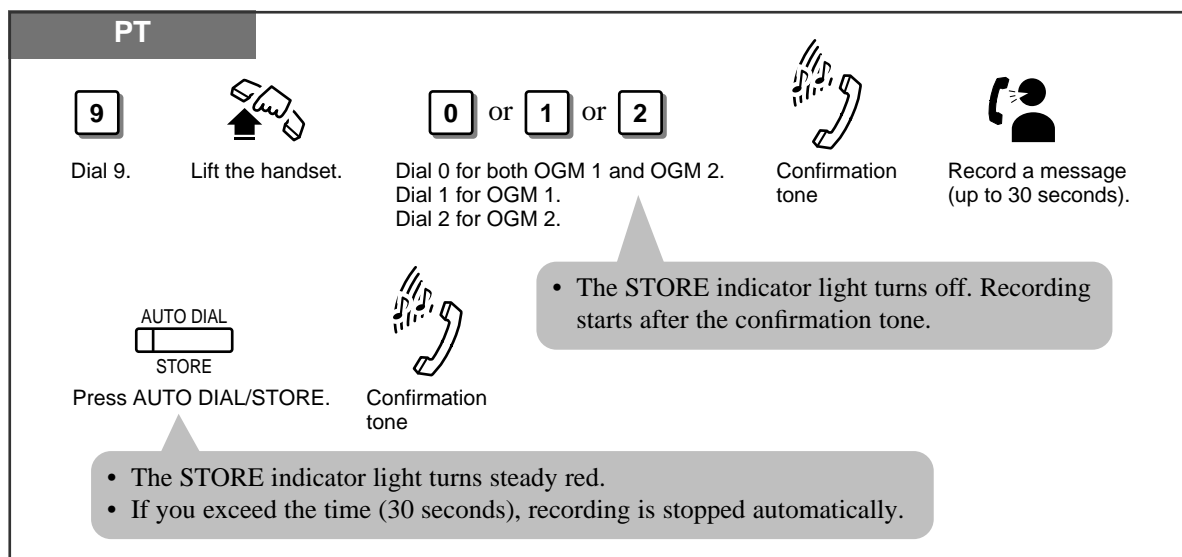 PT
9
0 or 1 or 2
Dial 9.
Lift the handset.
Dial 0 for both OGM 1 and OGM 2.
Dial 1 for OGM 1.
Dial 2 for OGM 2.
Confirmation
tone
Record a message
(up to 30 seconds).
• The STORE indicator light turns off. Recording
starts after the confirmation tone.
AUTO DIAL
STORE
Press AUTO DIAL/STORE.
Confirmation
tone
• The STORE indicator light turns steady red.
• If you exceed the time (30 seconds), recording is stopped automatically.